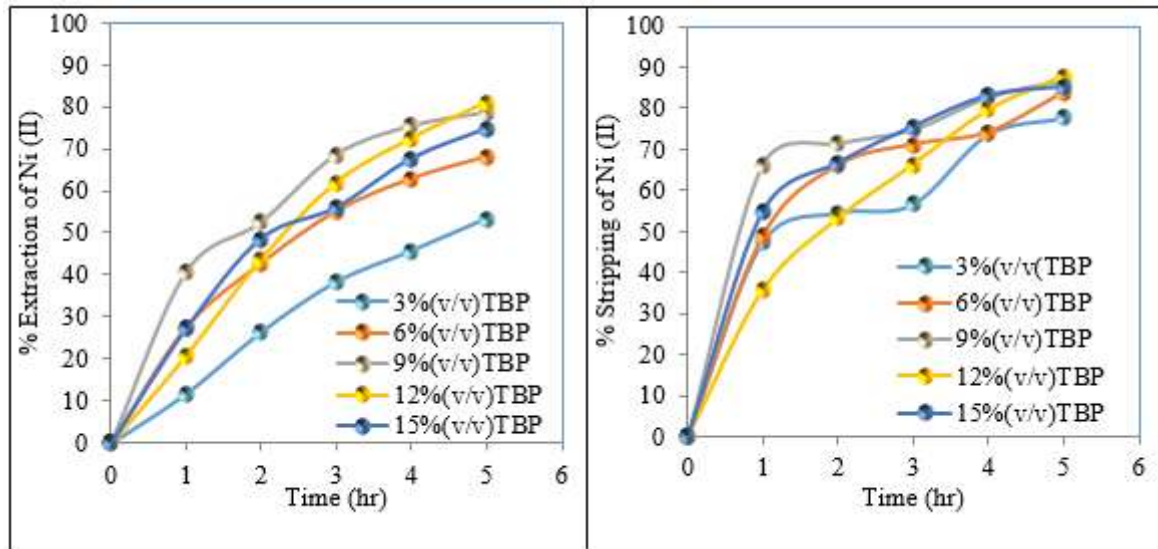 % Extraction of Ni (II)
100
90
80
70
60
50
40
30
20
10
0
3%(v/v)TBP
6%(v/v)TBP
9%(v/v)TBP
12%(v/v)TBP
15%(v/v)TBP
0 1 2 3 4 5 6
Time (hr)
% Stripping of Ni (II)
100
90
80
70
60
50
40
30
20
10
0
3%(v/v(TBP
6%(v/v)TBP
9%(v/v)TBP
12%(v/v)TBP
15%(v/v)TBP
0 1 2 3 4 5 6
Time (hr)